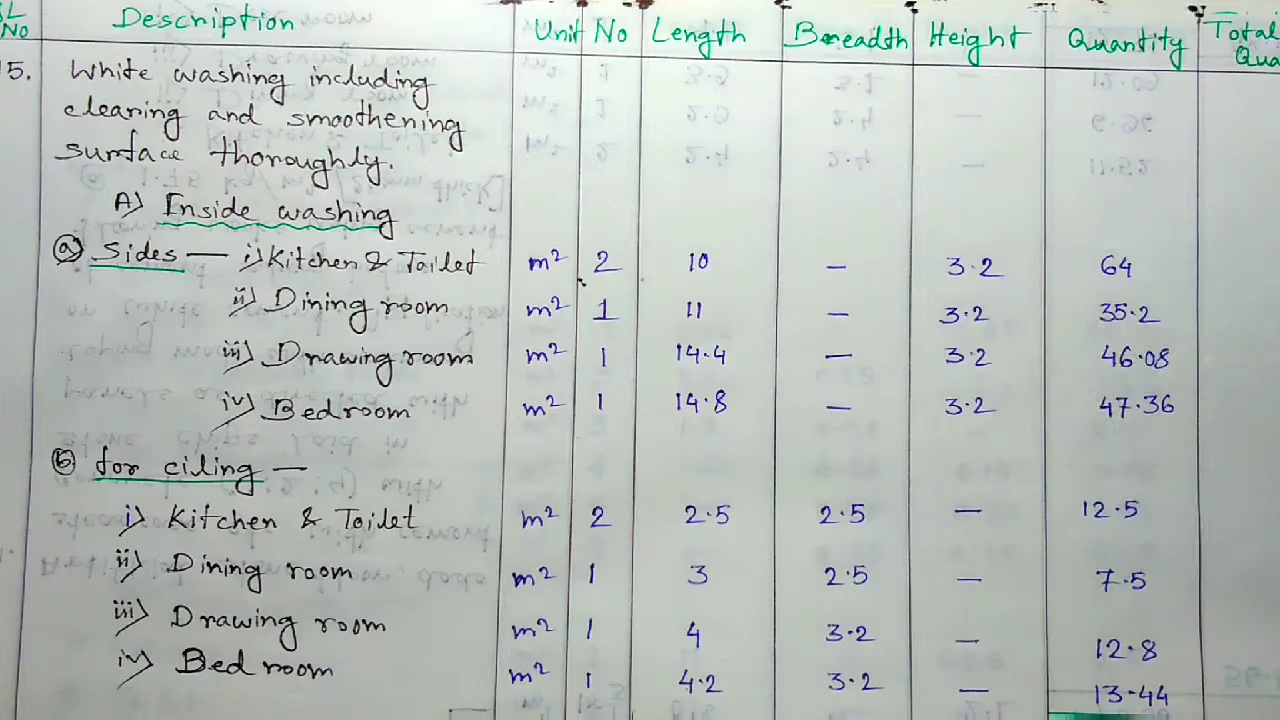 SL No Description Unit No Length Breadth Height Quantity Total Qua
15. White washing including
cleaning and smoothening
surface thoroughly.
A) Inside washing
(a) Sides — i) Kitchen & Toilet m² 2 10 — 3.2 64
ii) Dining room m² 1 11 — 3.2 35.2
iii) Drawing room m² 1 14.4 — 3.2 46.08
iv) Bedroom m² 1 14.8 — 3.2 47.36
(b) for ciling —
i) Kitchen & Toilet m² 2 2.5 2.5 — 12.5
ii) Dining room m² 1 3 2.5 — 7.5
iii) Drawing room m² 1 4 3.2 — 12.8
iv) Bed room m² 1 4.2 3.2 — 13.44